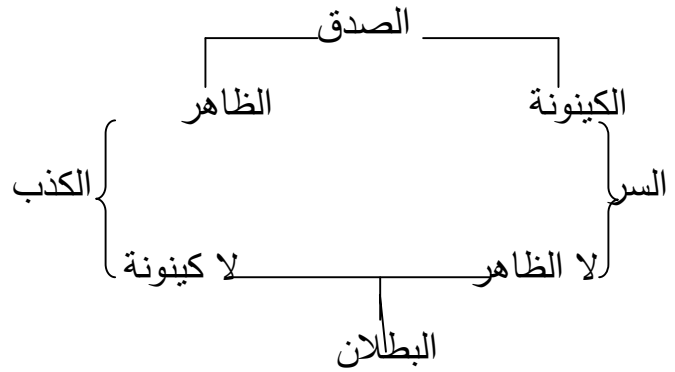 الصدق
الكينونة الظاهر
السر الكذب
لا الظاهر لا كينونة
البطلان